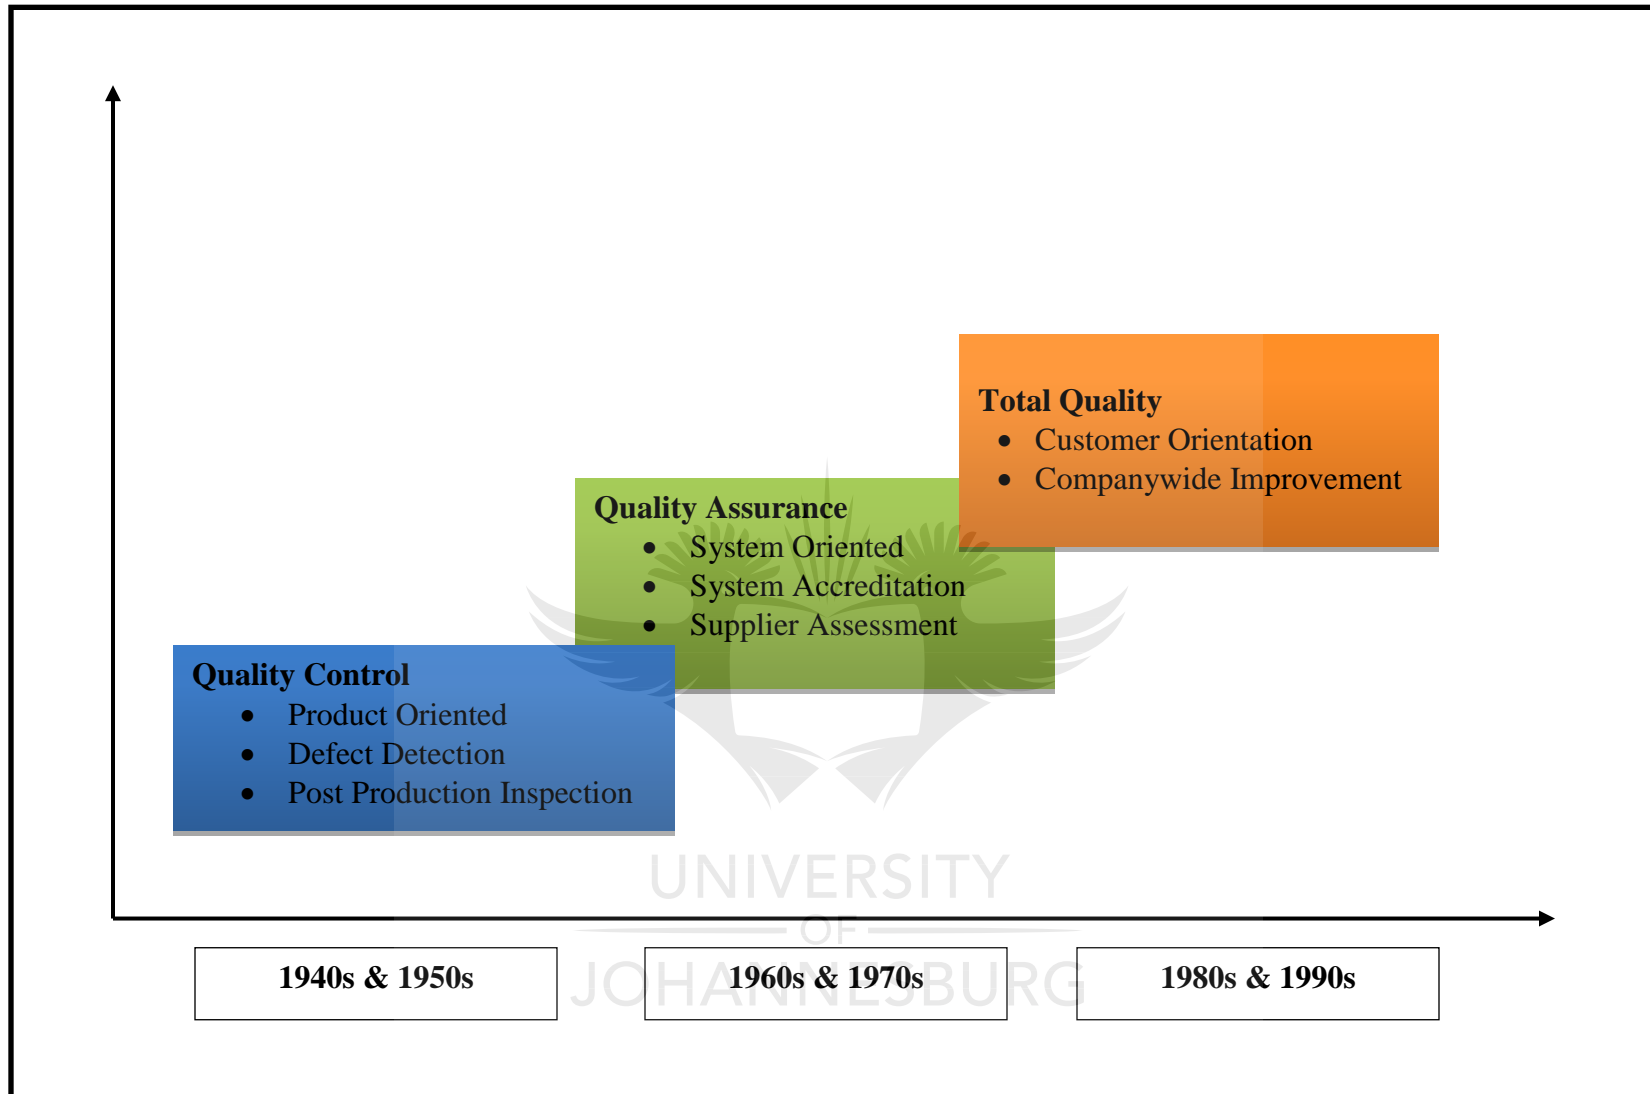 Total Quality
• Customer Orientation
• Companywide Improvement
Quality Assurance
• System Oriented
• System Accreditation
• Supplier Assessment
Quality Control
• Product Oriented
• Defect Detection
• Post Production Inspection
UNIVERSITY
OF
JOHANNESBURG
1940s & 1950s
1960s & 1970s
1980s & 1990s